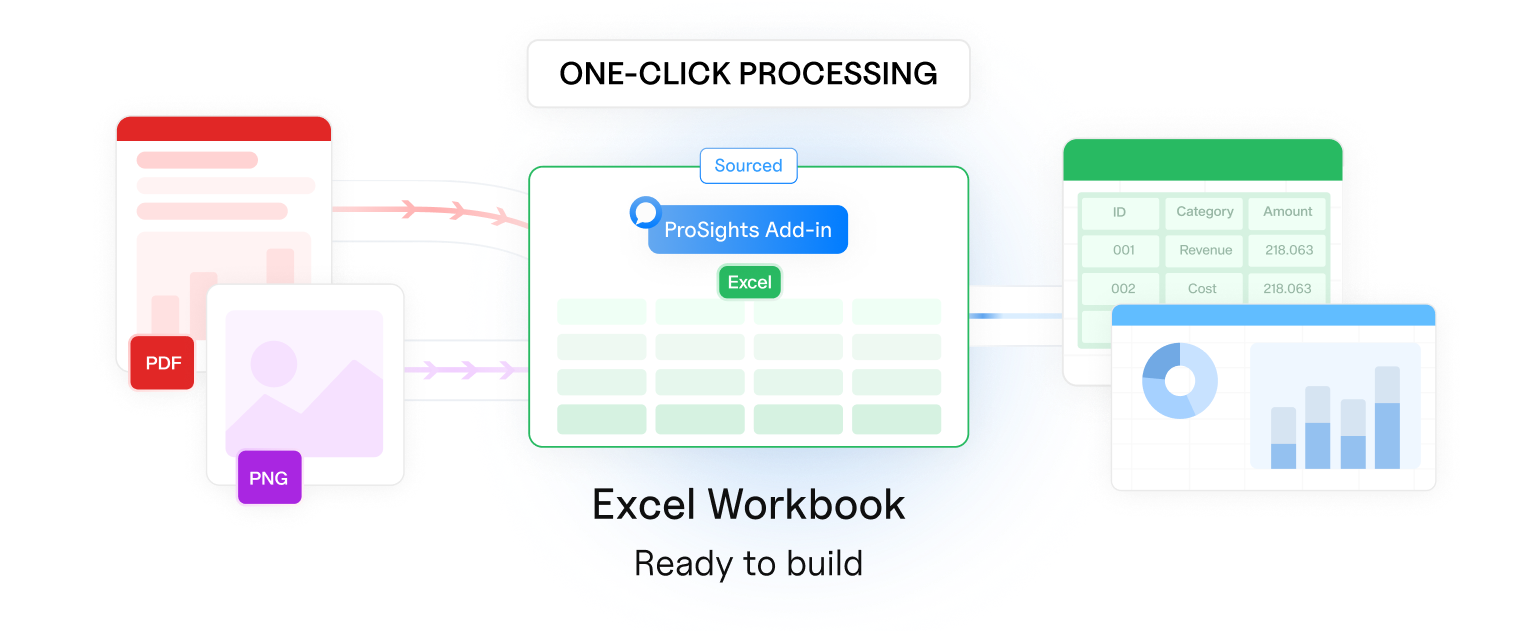 ONE-CLICK PROCESSING
Sourced
ProSights Add-in
Excel
PDF
PNG
ID Category Amount
001 Revenue 218.063
002 Cost 218.063
Excel Workbook
Ready to build